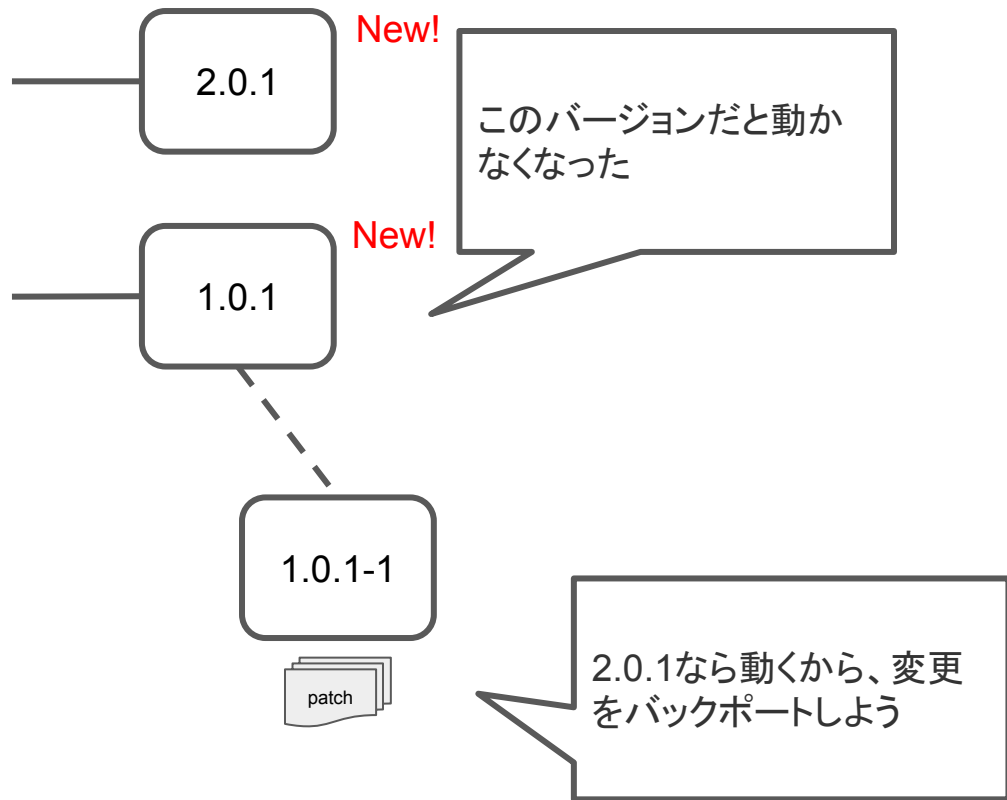 New!
2.0.1
このバージョンだと動か
なくなった
New!
1.0.1
1.0.1-1
patch
2.0.1なら動くから、変更
をバックポートしよう